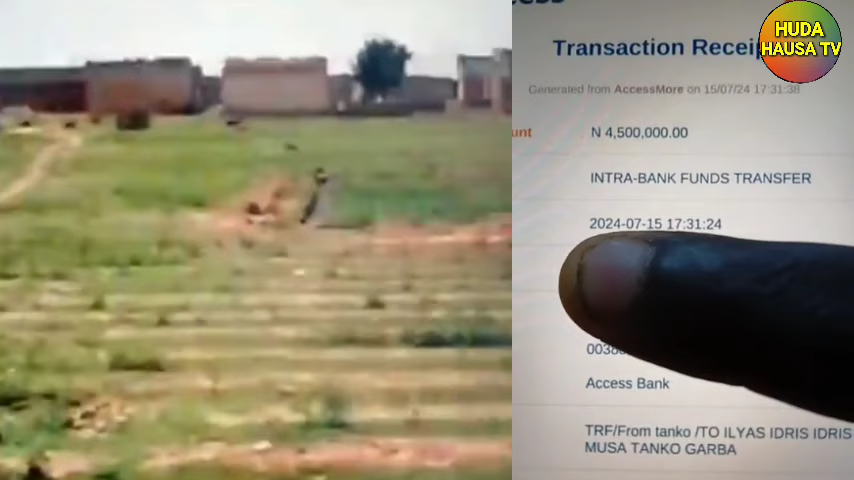 HUDA
HAUSA TV
Transaction
Generated from AccessMore on 15/07/24 17:31:38
N 4,500,000.00
INTRA-BANK FUNDS TRANSFER
2024-07-15 17:31:24
Access Bank
TRF/From tanko /TO ILYAS IDRIS IDRIS
MUSA TANKO GARBA